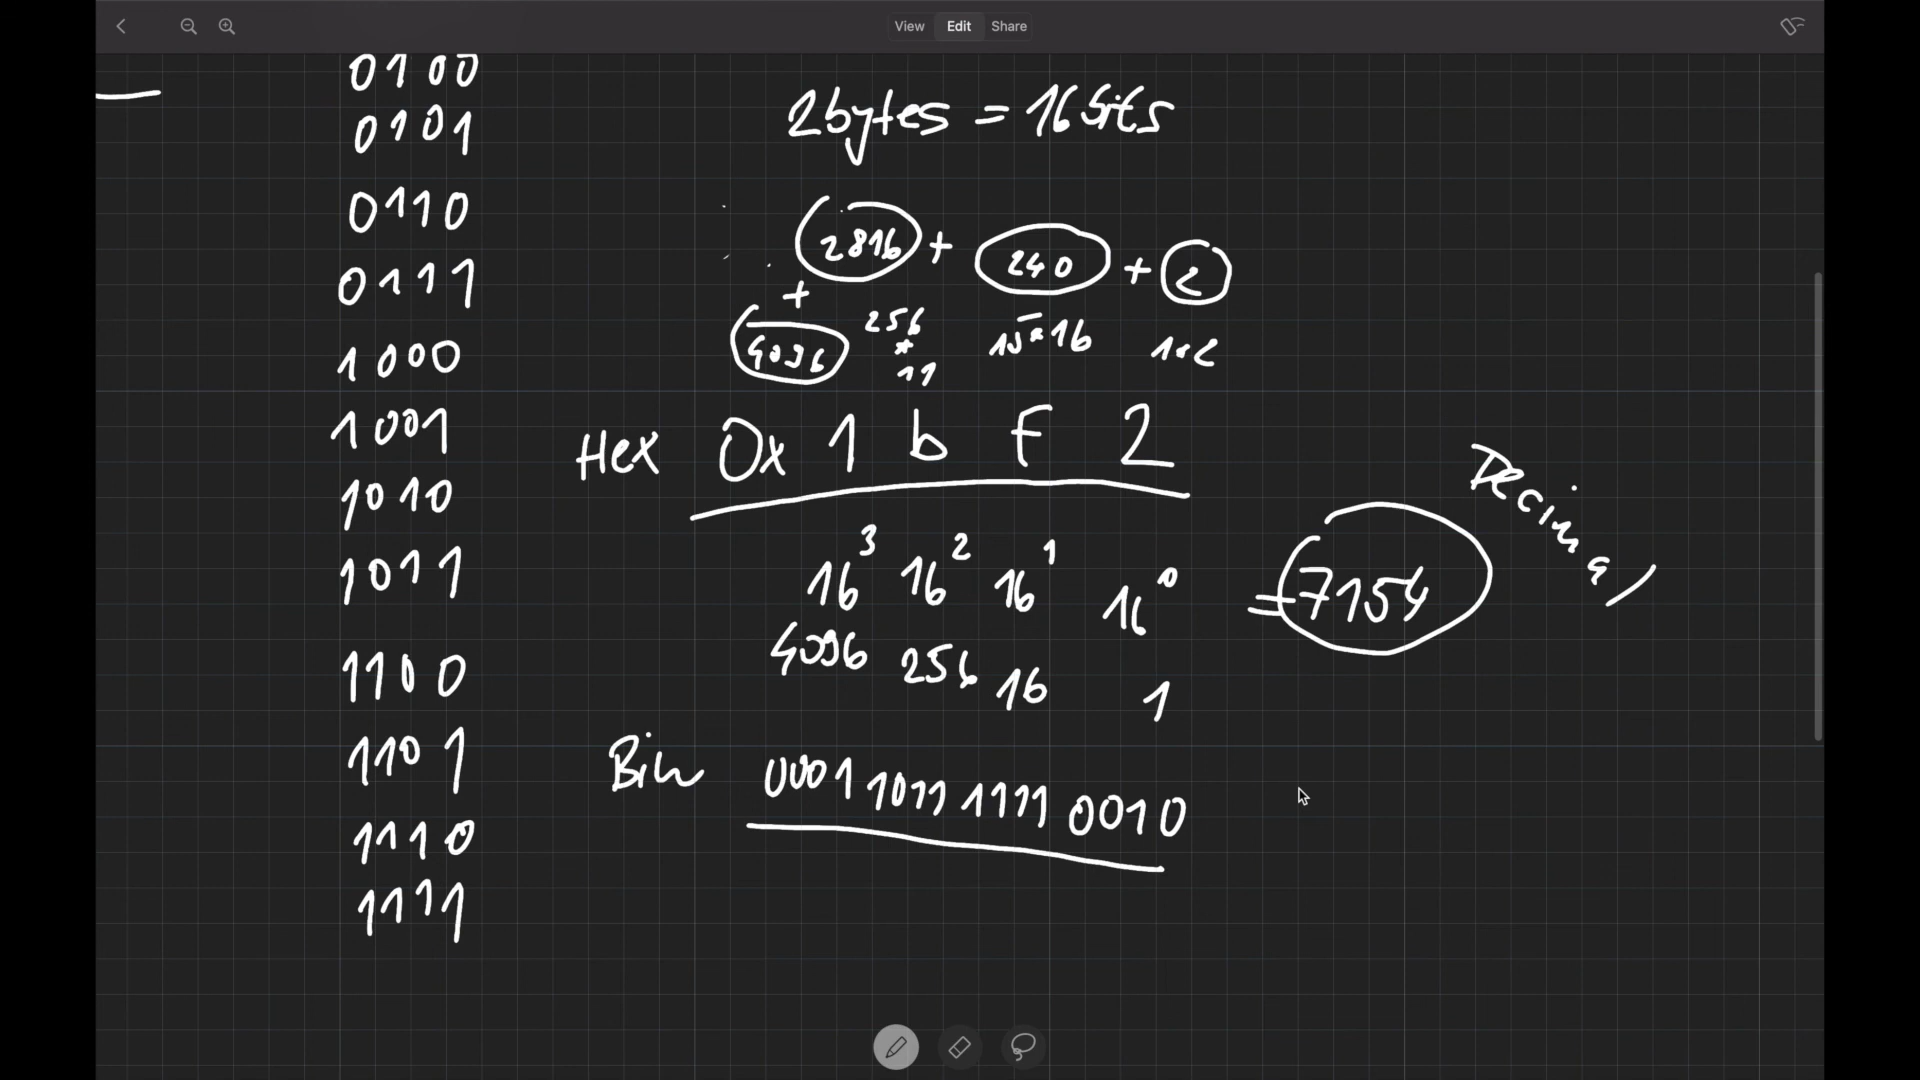 View Edit Share
0100
0101
0110
0111
1000
1001
1010
1011
1100
1101
1110
1111
2bytes = 16bits
2816 + 240 + 2
+
4096 256 15*16 1*2
*
11
Hex 0x 1 b F 2
16³ 16² 16¹ 16⁰
4096 256 16 1
= 7154
Decimal
Bin 0001 1011 1111 0010